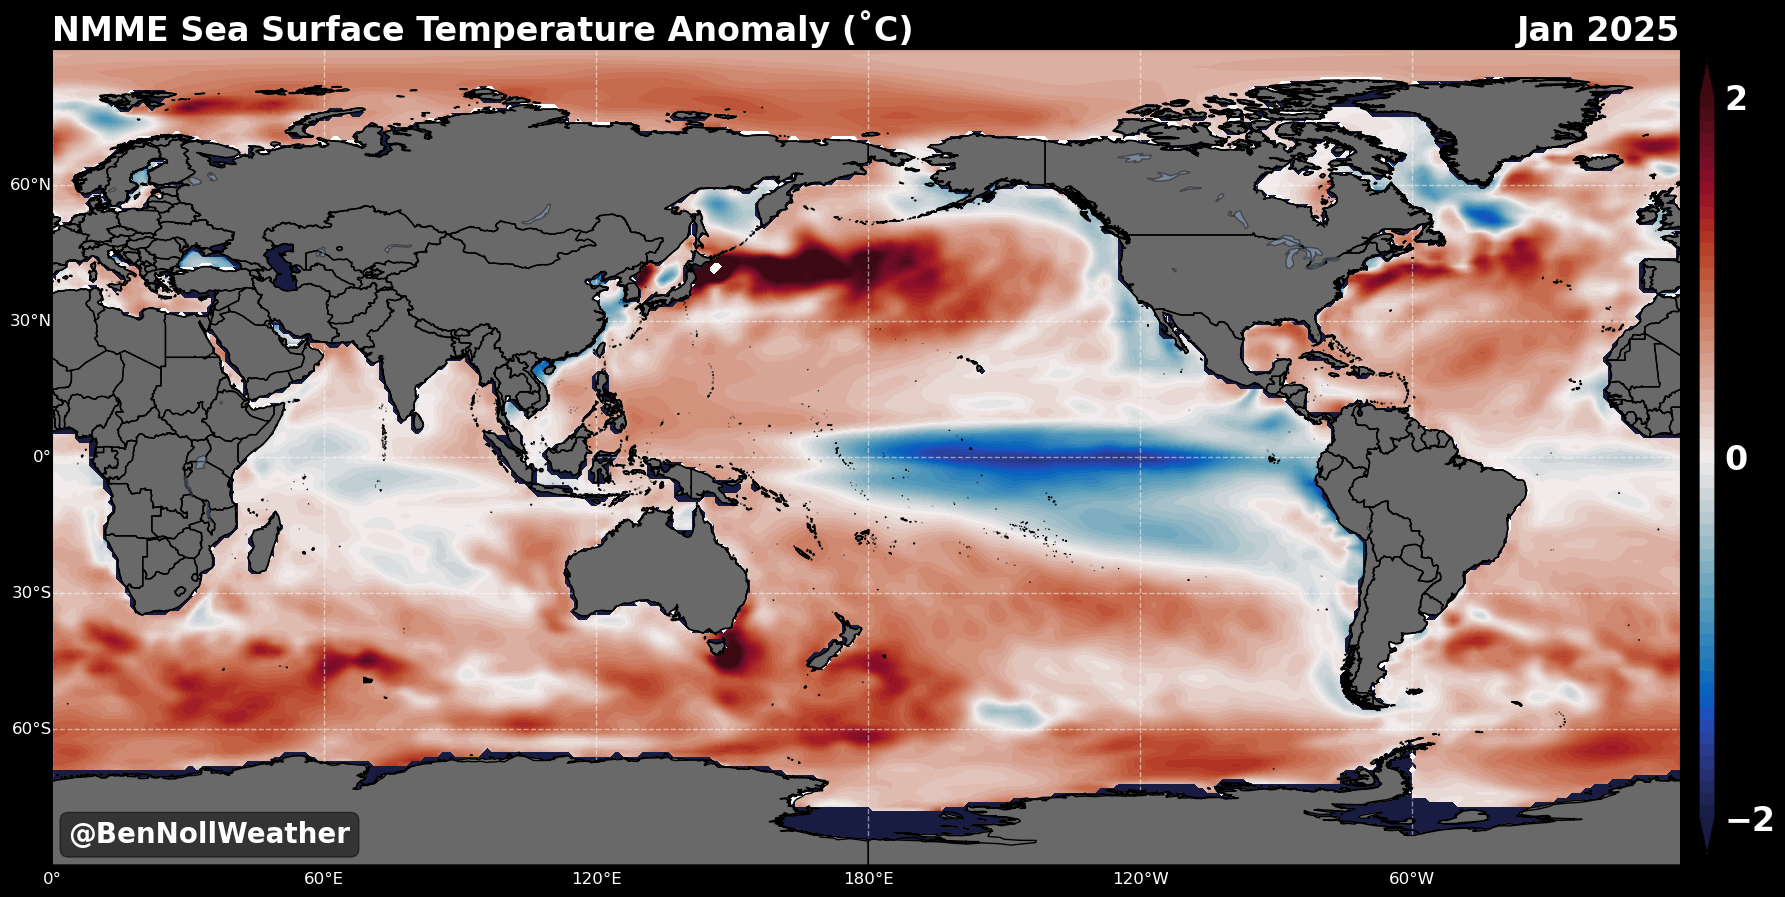 NMME Sea Surface Temperature Anomaly (˚C)
Jan 2025
2
0
−2
60°N
30°N
0°
30°S
60°S
@BenNollWeather
0°
60°E
120°E
180°E
120°W
60°W